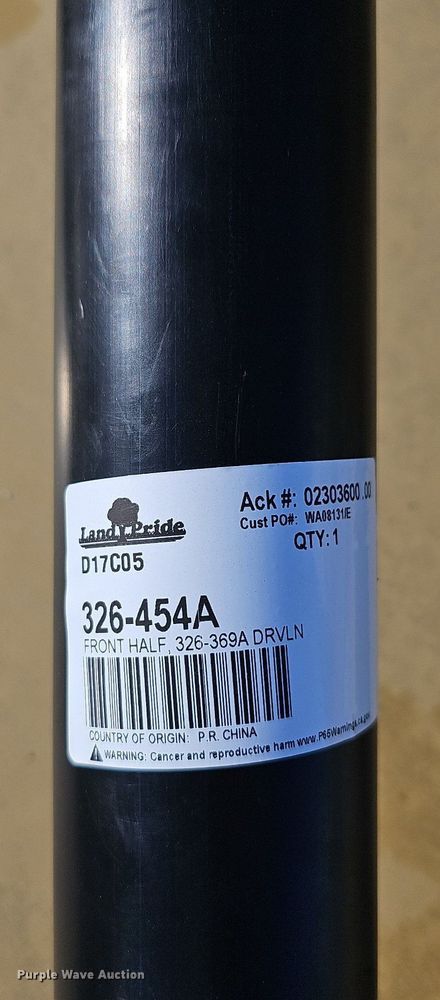 Land Pride
Ack #: 02303600.00
Cust PO#: WA08131/E
QTY: 1
D17C05
326-454A
FRONT HALF, 326-369A DRVLN
COUNTRY OF ORIGIN: P.R. CHINA
WARNING: Cancer and reproductive harm www.P65Warnings.ca.gov
Purple Wave Auction